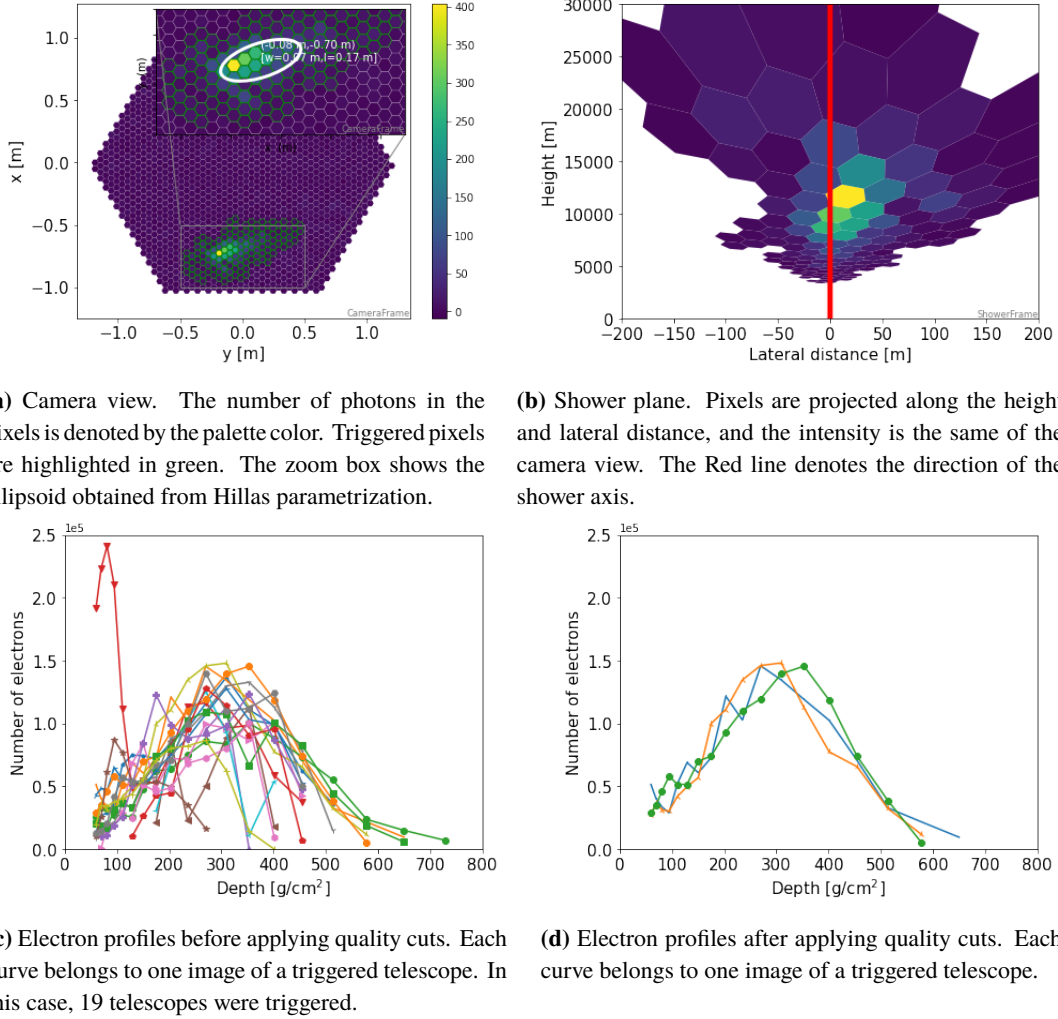 1.0
0.5
0.0
−0.5
−1.0
x [m]
(-0.08 m,-0.70 m)
[w=0.07 m,l=0.17 m]
CameraFrame
CameraFrame
−1.0 −0.5 0.0 0.5 1.0
y [m]
400
350
300
250
200
150
100
50
0
30000
25000
20000
15000
10000
5000
0
Height [m]
ShowerFrame
−200 −150 −100 −50 0 50 100 150 200
Lateral distance [m]
) Camera view. The number of photons in the
ixels is denoted by the palette color. Triggered pixels
re highlighted in green. The zoom box shows the
llipsoid obtained from Hillas parametrization.
(b) Shower plane. Pixels are projected along the height
and lateral distance, and the intensity is the same of the
camera view. The Red line denotes the direction of the
shower axis.
1e5
2.5
2.0
1.5
1.0
0.5
0.0
Number of electrons
0 100 200 300 400 500 600 700 800
Depth [g/cm²]
1e5
2.5
2.0
1.5
1.0
0.5
0.0
Number of electrons
0 100 200 300 400 500 600 700 800
Depth [g/cm²]
) Electron profiles before applying quality cuts. Each
urve belongs to one image of a triggered telescope. In
his case, 19 telescopes were triggered.
(d) Electron profiles after applying quality cuts. Each
curve belongs to one image of a triggered telescope.